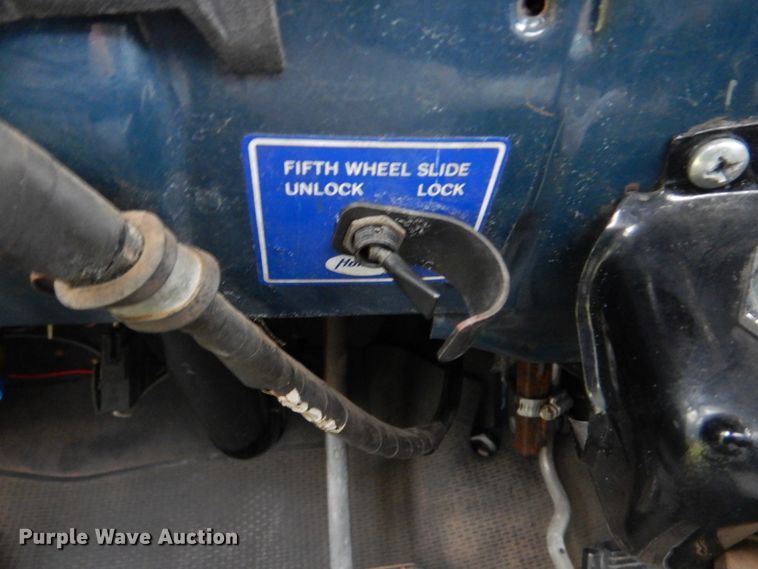 FIFTH WHEEL SLIDE
UNLOCK LOCK
Purple Wave Auction